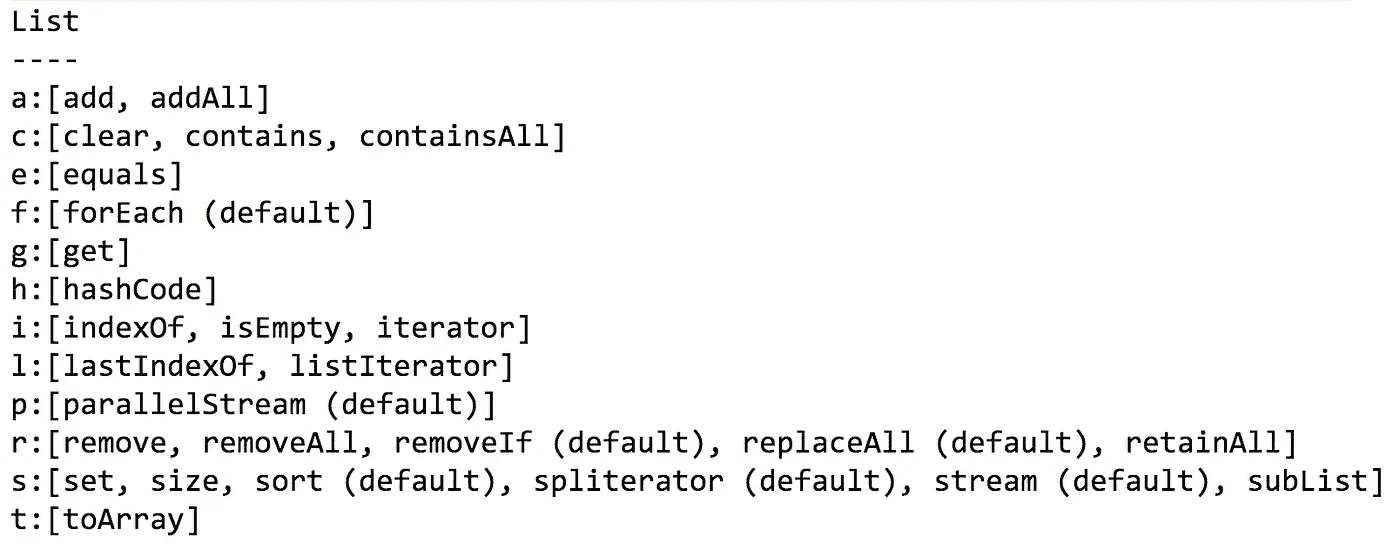 List
----
a:[add, addAll]
c:[clear, contains, containsAll]
e:[equals]
f:[forEach (default)]
g:[get]
h:[hashCode]
i:[indexOf, isEmpty, iterator]
l:[lastIndexOf, listIterator]
p:[parallelStream (default)]
r:[remove, removeAll, removeIf (default), replaceAll (default), retainAll]
s:[set, size, sort (default), spliterator (default), stream (default), subList]
t:[toArray]